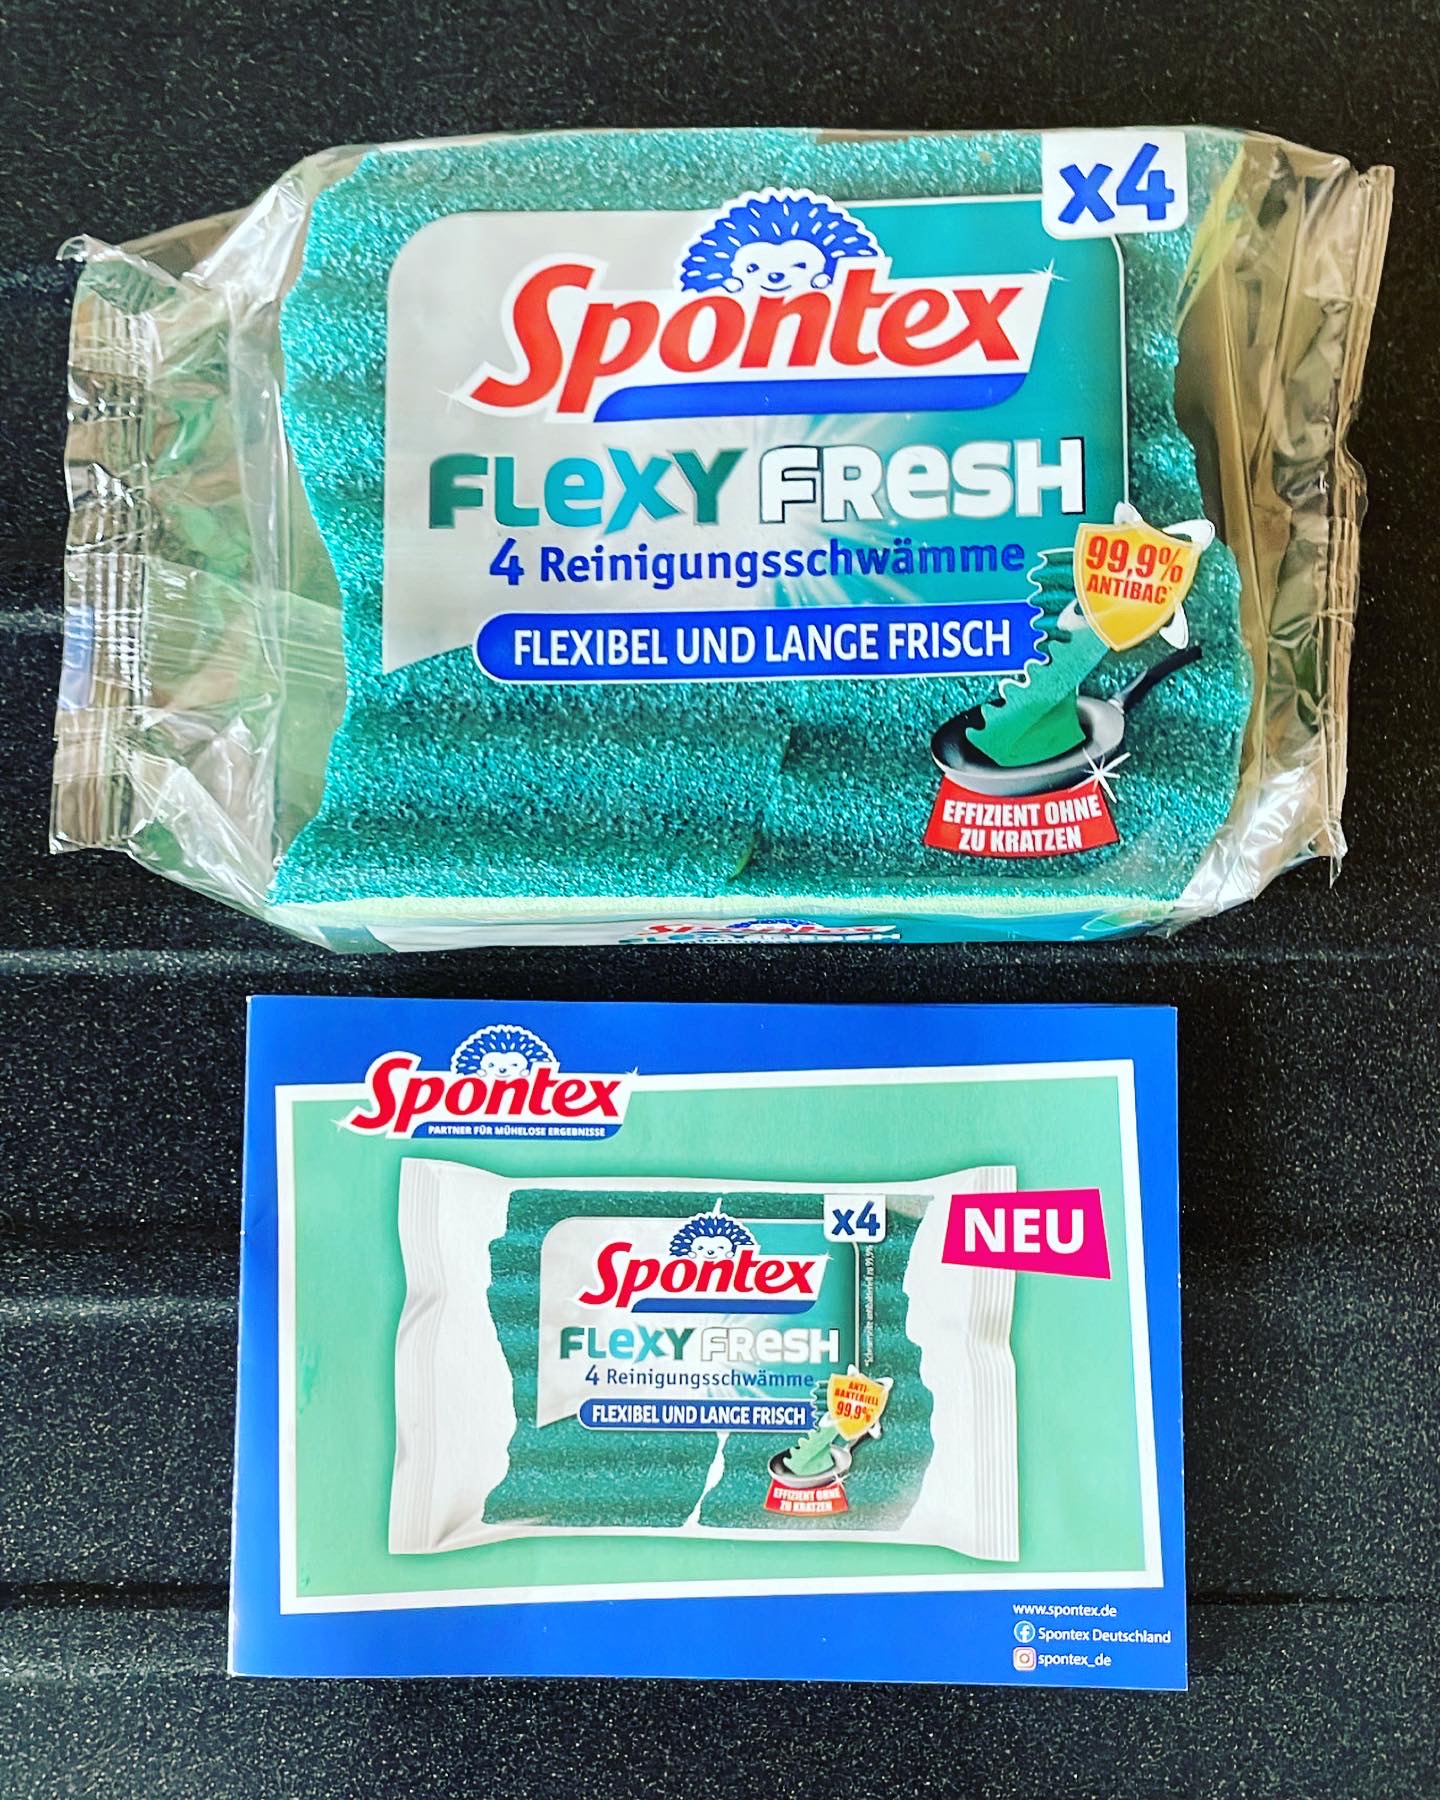 x4
Spontex
FLEXY FRESH
4 Reinigungsschwämme
99,9%
ANTIBAC
FLEXIBEL UND LANGE FRISCH
EFFIZIENT OHNE
ZU KRATZEN
Spontex
Spontex
PARTNER FÜR MÜHELOSE ERGEBNISSE
NEU
x4
Spontex
FLEXY FRESH
4 Reinigungsschwämme
FLEXIBEL UND LANGE FRISCH
ANTI-
BAKTERIELL
99,9%
EFFIZIENT OHNE
ZU KRATZEN
www.spontex.de
Spontex Deutschland
spontex_de